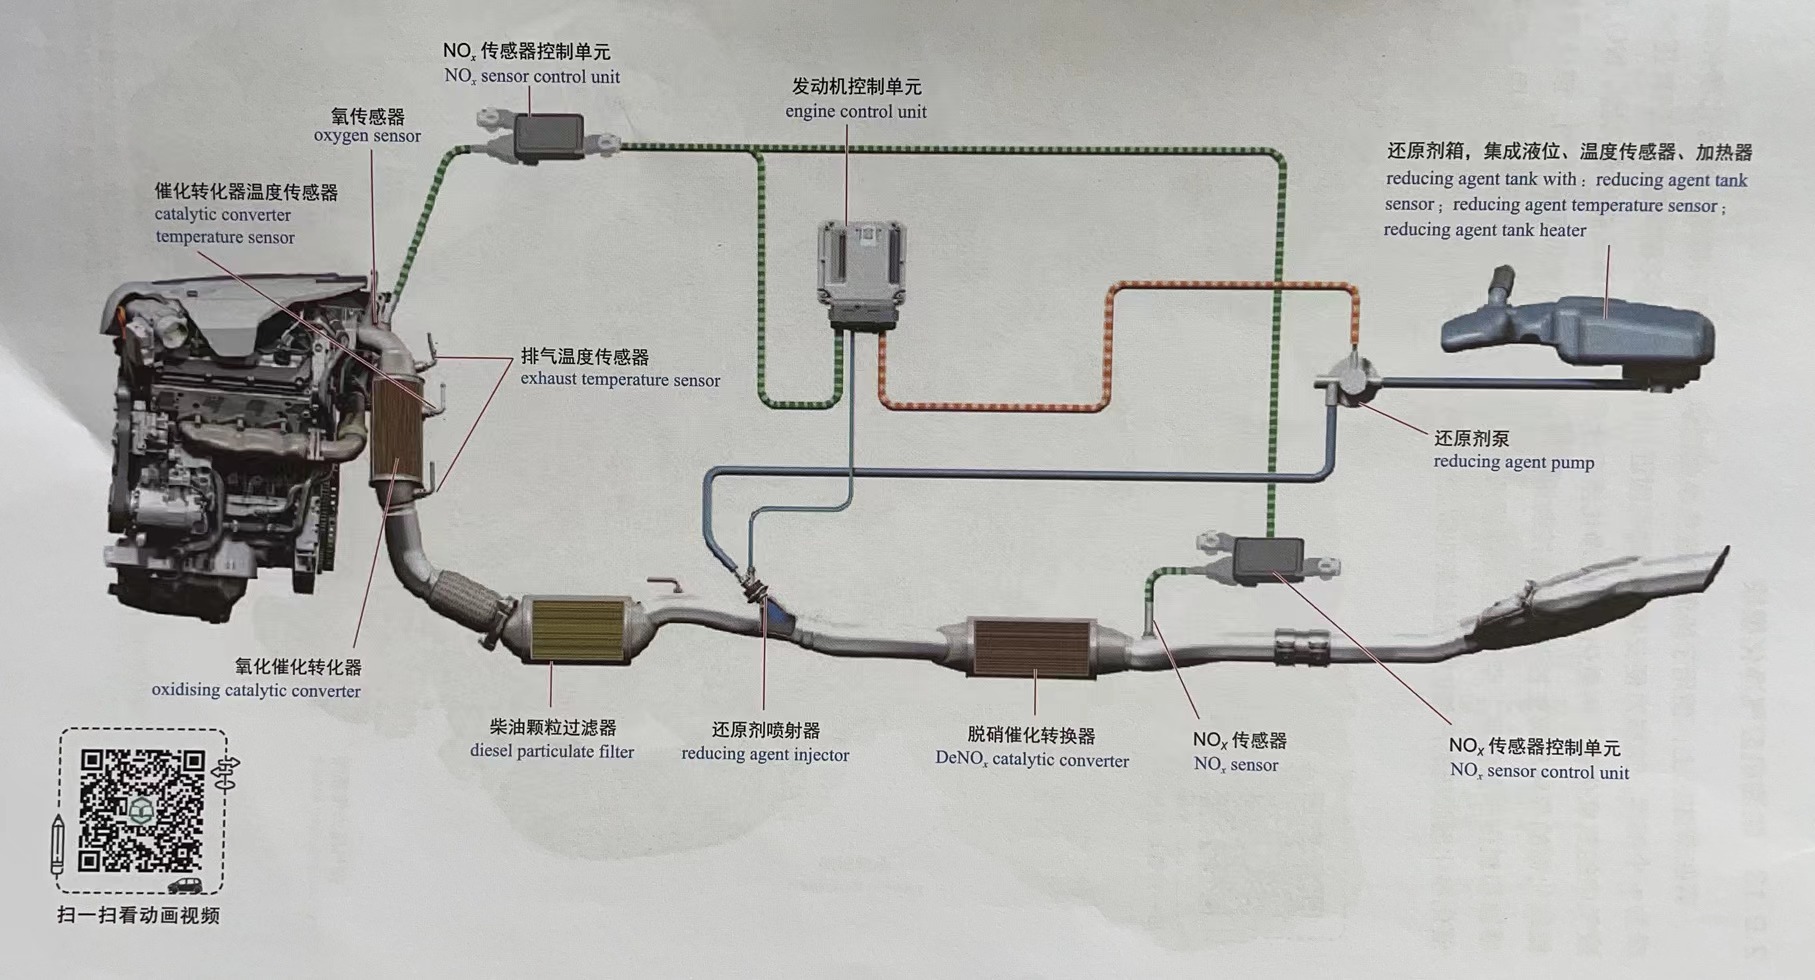 NOx 传感器控制单元
NOx sensor control unit
发动机控制单元
engine control unit
氧传感器
oxygen sensor
还原剂箱，集成液位、温度传感器、加热器
reducing agent tank with：reducing agent tank
sensor；reducing agent temperature sensor；
reducing agent tank heater
催化转化器温度传感器
catalytic converter
temperature sensor
排气温度传感器
exhaust temperature sensor
还原剂泵
reducing agent pump
氧化催化转化器
oxidising catalytic converter
柴油颗粒过滤器
diesel particulate filter
还原剂喷射器
reducing agent injector
脱硝催化转换器
DeNOx catalytic converter
NOx 传感器
NOx sensor
NOx 传感器控制单元
NOx sensor control unit
扫一扫看动画视频